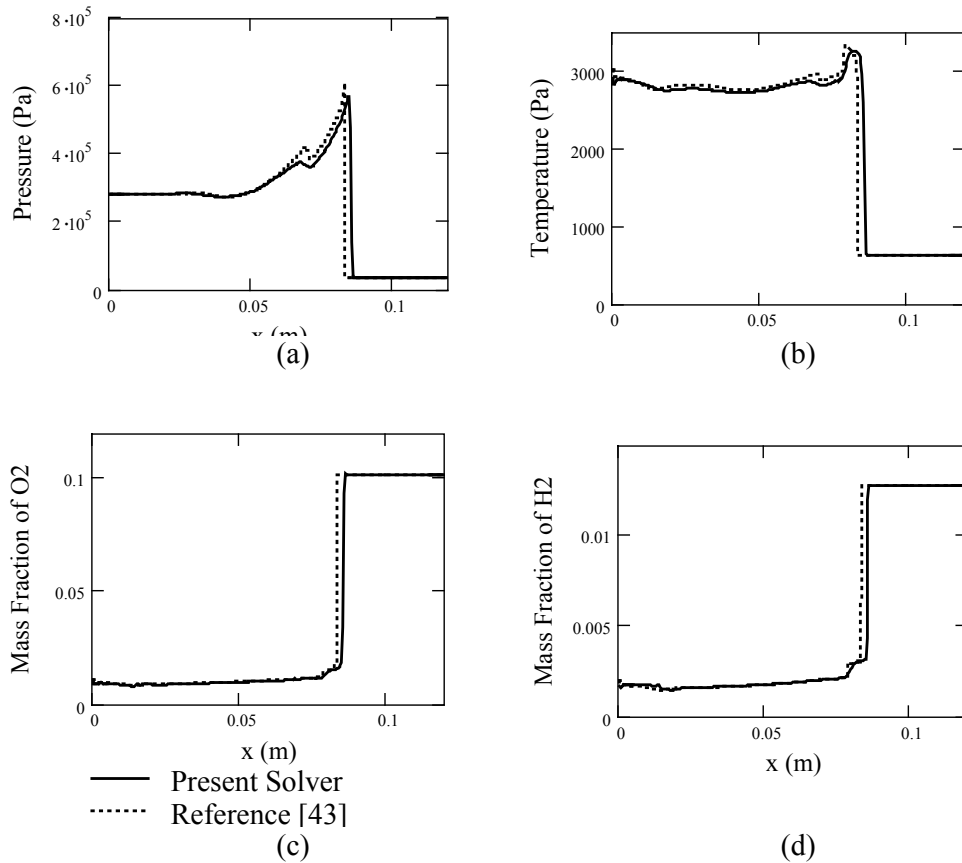 8·10⁵
6·10⁵
4·10⁵
2·10⁵
0
Pressure (Pa)
0
0.05
0.1
x (m)
(a)
3000
2000
1000
0
Temperature (Pa)
0
0.05
0.1
(b)
0.1
0.05
0
Mass Fraction of O2
0
0.05
0.1
x (m)
Present Solver
Reference [43]
(c)
0.01
0.005
0
Mass Fraction of H2
0
0.05
0.1
x (m)
(d)